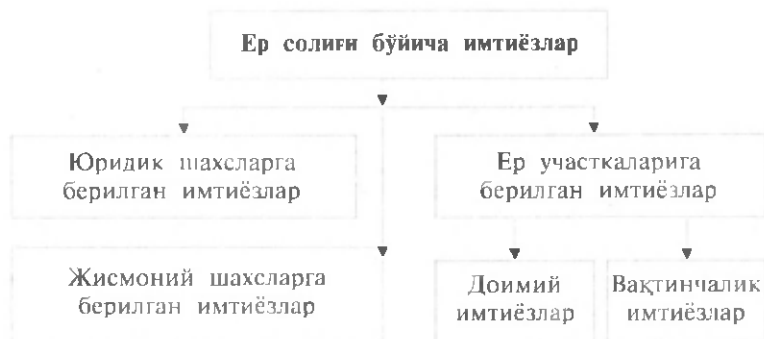 Ер солиғи бўйича имтиёзлар
Юридик шахсларга
берилган имтиёзлар
Ер участкаларига
берилган имтиёзлар
Жисмоний шахсларга
берилган имтиёзлар
Доимий
имтиёзлар
Вақтинчалик
имтиёзлар